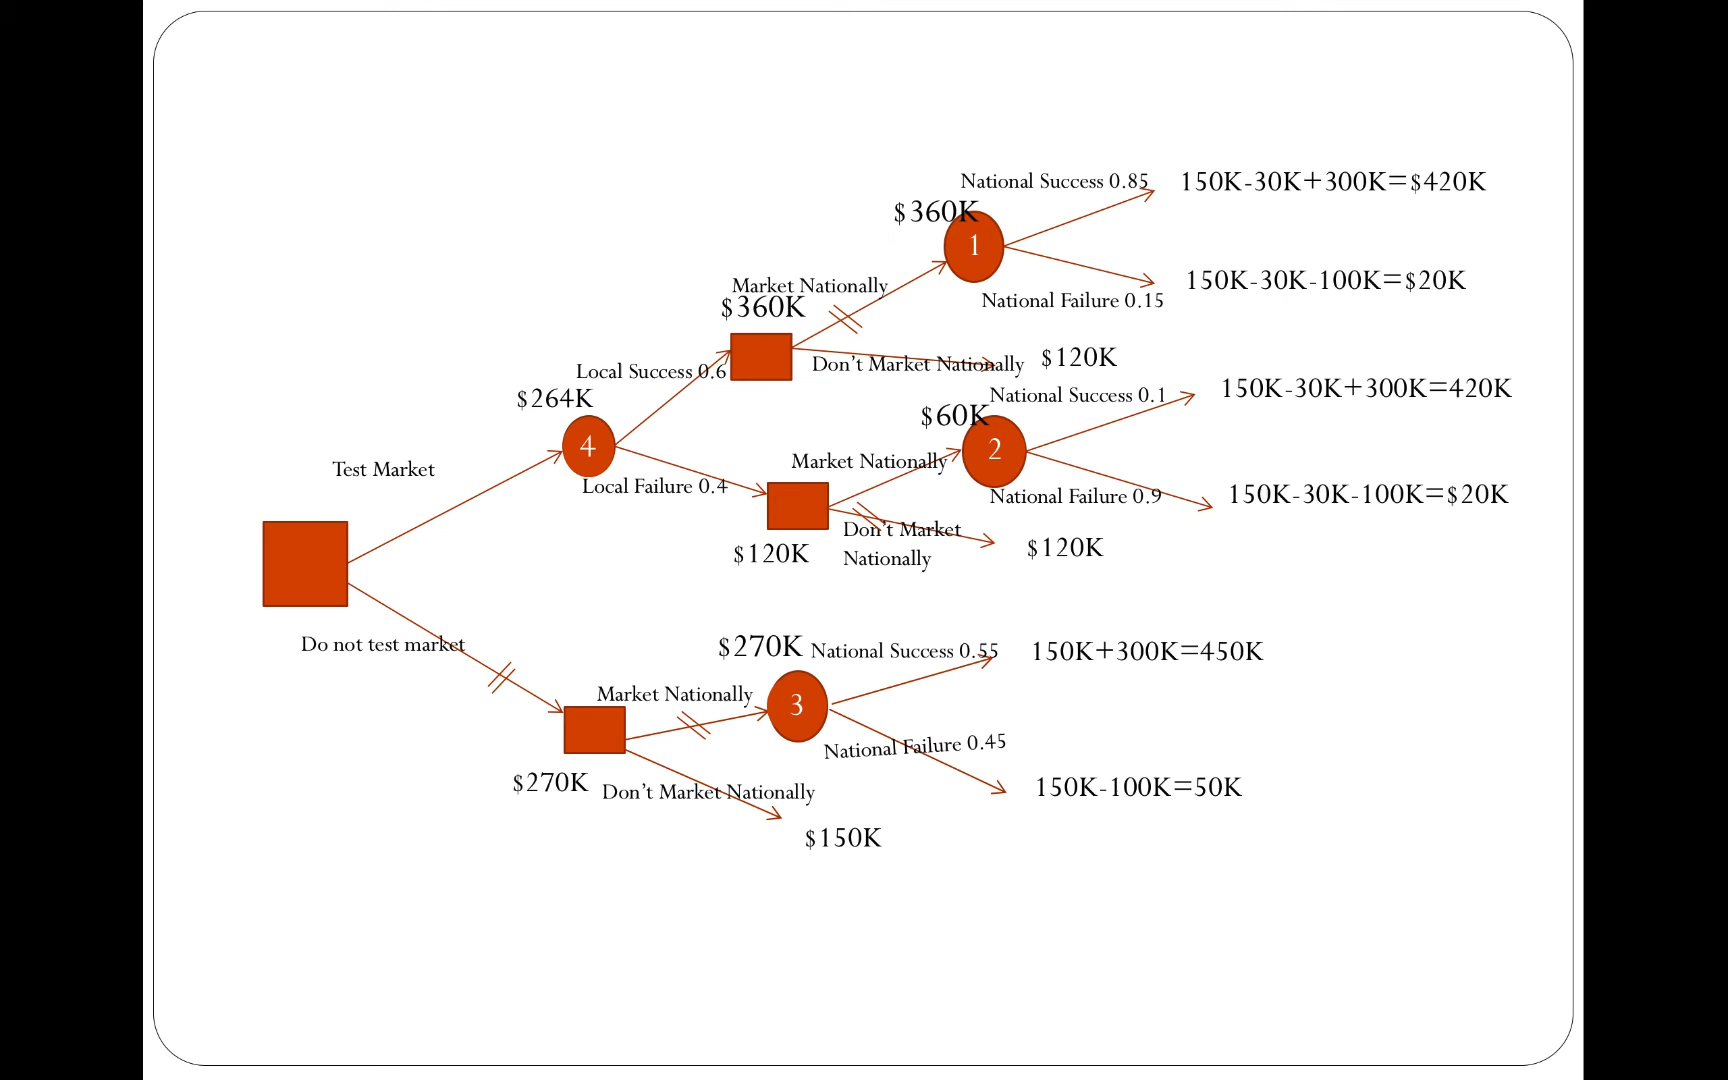 National Success 0.85
150K-30K+300K=$420K
$360K
1
Market Nationally
150K-30K-100K=$20K
National Failure 0.15
$360K
Don't Market Nationally
$120K
Local Success 0.6
$264K
National Success 0.1
150K-30K+300K=420K
$60K
4
2
Test Market
Market Nationally
Local Failure 0.4
National Failure 0.9
150K-30K-100K=$20K
Don't Market
Nationally
$120K
$120K
Do not test market
$270K
National Success 0.55
150K+300K=450K
Market Nationally
3
National Failure 0.45
$270K
Don't Market Nationally
150K-100K=50K
$150K